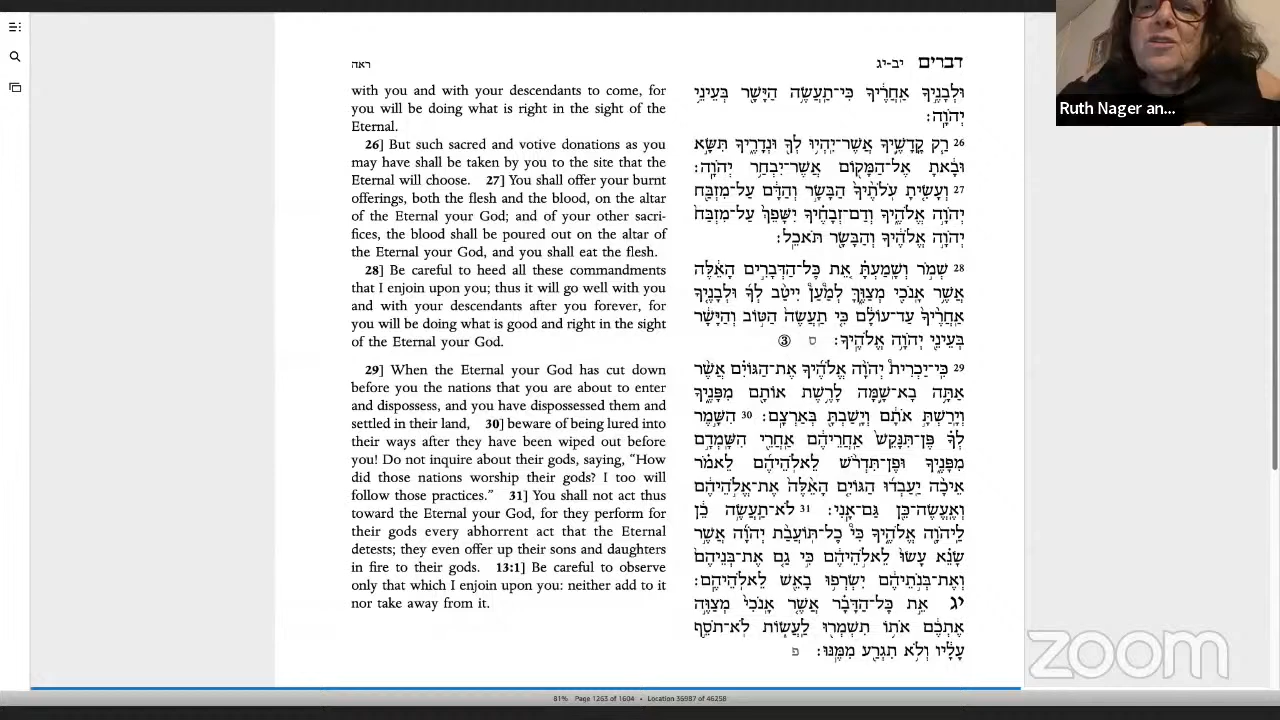 ראה
דברים יב-יג
with you and with your descendants to come, for
you will be doing what is right in the sight of the
Eternal.
26] But such sacred and votive donations as you
may have shall be taken by you to the site that the
Eternal will choose. 27] You shall offer your burnt
offerings, both the flesh and the blood, on the altar
of the Eternal your God; and of your other sacri-
fices, the blood shall be poured out on the altar of
the Eternal your God, and you shall eat the flesh.
28] Be careful to heed all these commandments
that I enjoin upon you; thus it will go well with you
and with your descendants after you forever, for
you will be doing what is good and right in the sight
of the Eternal your God.
29] When the Eternal your God has cut down
before you the nations that you are about to enter
and dispossess, and you have dispossessed them and
settled in their land, 30] beware of being lured into
their ways after they have been wiped out before
you! Do not inquire about their gods, saying, “How
did those nations worship their gods? I too will
follow those practices.” 31] You shall not act thus
toward the Eternal your God, for they perform for
their gods every abhorrent act that the Eternal
detests; they even offer up their sons and daughters
in fire to their gods. 13:1] Be careful to observe
only that which I enjoin upon you: neither add to it
nor take away from it.
וּלְבָנֶ֣יךָ אַחֲרֶ֔יךָ כִּֽי־תַעֲשֶׂ֥ה הַיָּשָׁ֖ר בְּעֵינֵ֥י
יְהֹוָֽה׃
26 רַ֧ק קׇֽדָשֶׁ֛יךָ אֲשֶׁר־יִהְי֥וּ לְךָ֖ וּנְדָרֶ֑יךָ תִּשָּׂ֣א
וּבָ֔אתָ אֶל־הַמָּק֖וֹם אֲשֶׁר־יִבְחַ֥ר יְהֹוָֽה׃
27 וְעָשִׂ֤יתָ עֹלֹתֶ֙יךָ֙ הַבָּשָׂ֣ר וְהַדָּ֔ם עַל־מִזְבַּ֖ח
יְהֹוָ֣ה אֱלֹהֶ֑יךָ וְדַם־זְבָחֶ֗יךָ יִשָּׁפֵךְ֙ עַל־מִזְבַּח֙
יְהֹוָ֣ה אֱלֹהֶ֔יךָ וְהַבָּשָׂ֖ר תֹּאכֵֽל׃
28 שְׁמֹ֣ר וְשָׁמַעְתָּ֗ אֵ֚ת כׇּל־הַדְּבָרִ֣ים הָאֵ֔לֶּה
אֲשֶׁ֥ר אָנֹכִ֖י מְצַוֶּ֑ךָּ לְמַ֩עַן֩ יִיטַ֨ב לְךָ֜ וּלְבָנֶ֤יךָ
אַחֲרֶ֙יךָ֙ עַד־עוֹלָ֔ם כִּ֤י תַעֲשֶׂה֙ הַטּ֣וֹב וְהַיָּשָׁ֔ר
בְּעֵינֵ֖י יְהֹוָ֥ה אֱלֹהֶֽיךָ׃ ס ③
29 כִּֽי־יַכְרִית֩ יְהֹוָ֨ה אֱלֹהֶ֜יךָ אֶת־הַגּוֹיִ֗ם אֲשֶׁ֨ר
אַתָּ֥ה בָא־שָׁ֛מָּה לָרֶ֥שֶׁת אוֹתָ֖ם מִפָּנֶ֑יךָ
וְיָרַשְׁתָּ֣ אֹתָ֔ם וְיָשַׁבְתָּ֖ בְּאַרְצָֽם׃ 30 הִשָּׁ֣מֶר
לְךָ֗ פֶּן־תִּנָּקֵשׁ֙ אַחֲרֵיהֶ֔ם אַחֲרֵ֖י הִשָּׁמְדָ֣ם
מִפָּנֶ֑יךָ וּפֶן־תִּדְרֹ֨שׁ לֵאלֹהֵיהֶ֜ם לֵאמֹ֗ר
אֵיכָ֨ה יַעַבְד֜וּ הַגּוֹיִ֤ם הָאֵ֙לֶּה֙ אֶת־אֱלֹ֣הֵיהֶ֔ם
וְאֶעֱשֶׂה־כֵּ֖ן גַּם־אָֽנִי׃ 31 לֹא־תַעֲשֶׂ֣ה כֵ֔ן
לַיהֹוָ֖ה אֱלֹהֶ֑יךָ כִּי֩ כׇל־תּוֹעֲבַ֨ת יְהֹוָ֜ה אֲשֶׁ֣ר
שָׂנֵ֗א עָשׂוּ֙ לֵאלֹ֣הֵיהֶ֔ם כִּ֣י גַ֤ם אֶת־בְּנֵיהֶם֙
וְאֶת־בְּנֹ֣תֵיהֶ֔ם יִשְׂרְפ֥וּ בָאֵ֖שׁ לֵאלֹהֵיהֶֽם׃
יג אֵ֣ת כׇּל־הַדָּבָ֗ר אֲשֶׁ֤ר אָנֹכִי֙ מְצַוֶּ֣ה
אֶתְכֶ֔ם אֹת֥וֹ תִשְׁמְר֖וּ לַעֲשׂ֑וֹת לֹא־תֹסֵ֣ף
עָלָ֔יו וְלֹ֥א תִגְרַ֖ע מִמֶּֽנּוּ׃ פ
Ruth Nager an...
zoom
81% Page 1263 of 1604 • Location 35987 of 46258